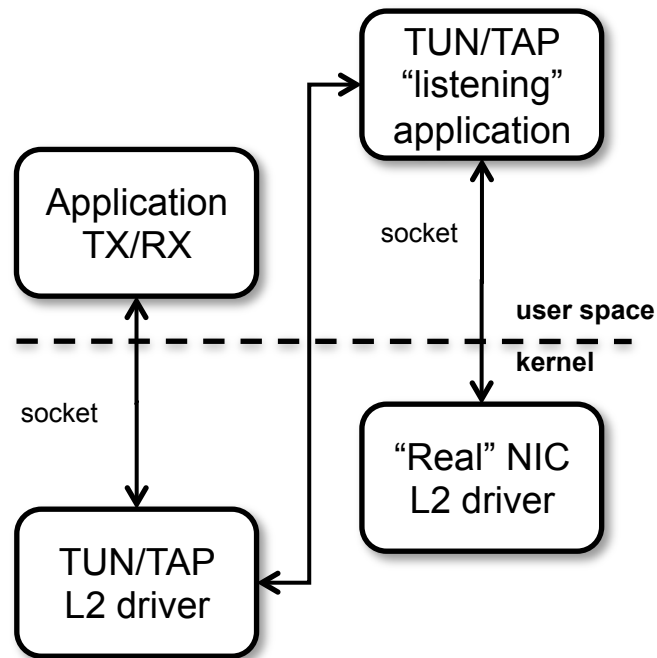 TUN/TAP
“listening”
application
Application
TX/RX
socket
user space
kernel
socket
“Real” NIC
L2 driver
TUN/TAP
L2 driver